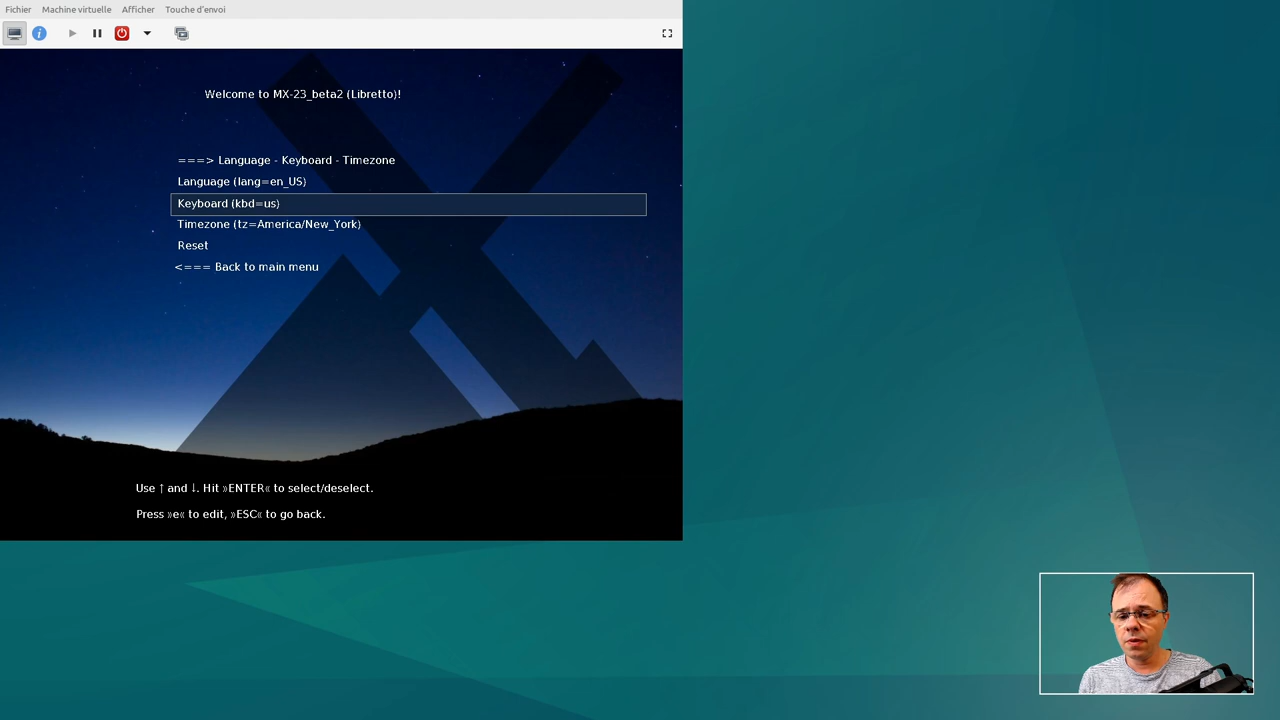 Fichier Machine virtuelle Afficher Touche d'envoi
Welcome to MX-23_beta2 (Libretto)!
===> Language - Keyboard - Timezone
Language (lang=en_US)
Keyboard (kbd=us)
Timezone (tz=America/New_York)
Reset
<=== Back to main menu
Use ↑ and ↓. Hit »ENTER« to select/deselect.
Press »e« to edit, »ESC« to go back.